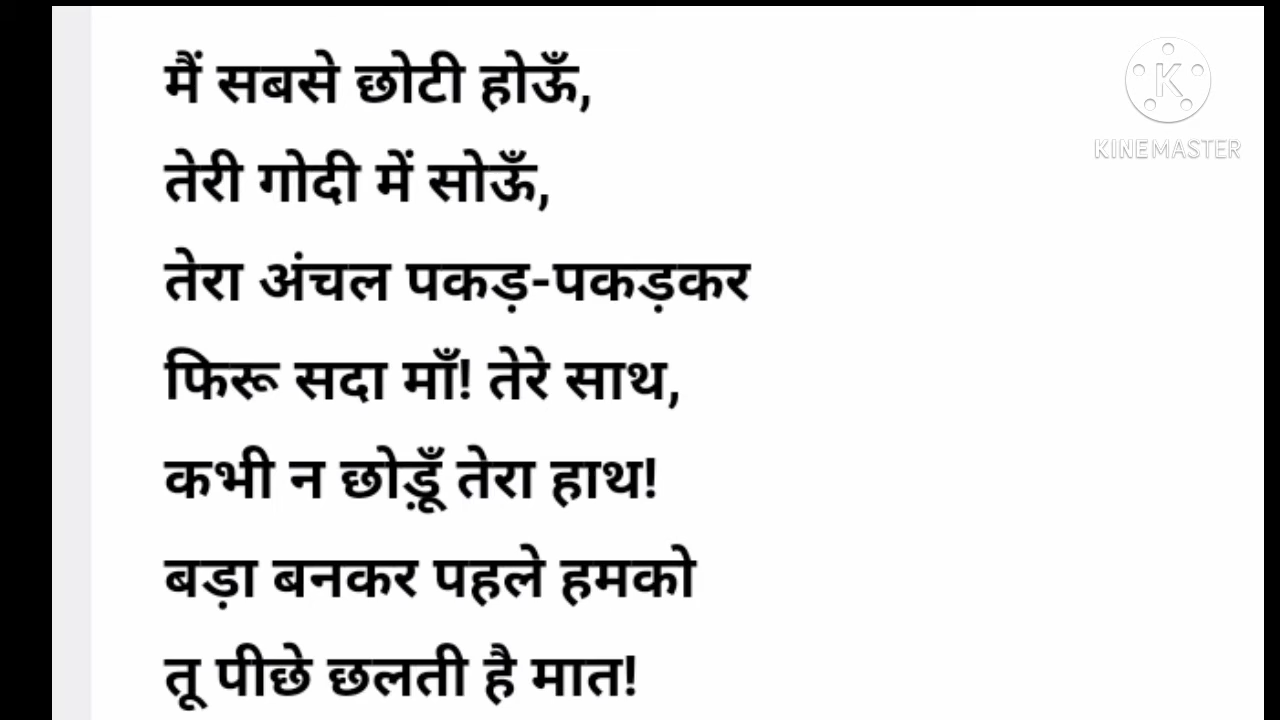 मैं सबसे छोटी होऊँ,
तेरी गोदी में सोऊँ,
तेरा अंचल पकड़-पकड़कर
फिरू सदा माँ! तेरे साथ,
कभी न छोड़ूँ तेरा हाथ!
बड़ा बनकर पहले हमको
तू पीछे छलती है मात!
K
KINEMASTER